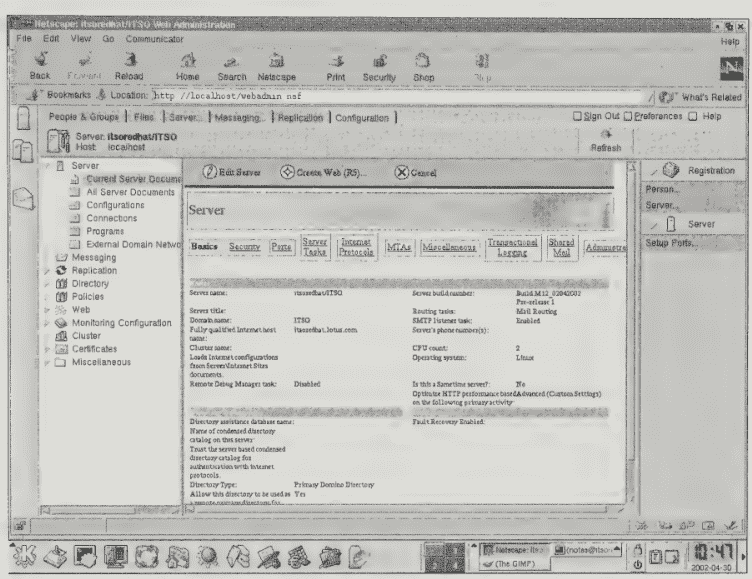 Netscape: itsoredhat/ITSO Web Administration
File Edit View Go Communicator Help
Back Forward Reload Home Search Netscape Print Security Shop Stop
Bookmarks Location: http //localhost/webadmin nsf What's Related
People & Groups Files Server... Messaging... Replication Configuration Sign Out Preferences Help
Server: itsoredhat/ITSO
Host localhost
Refresh
Server
Current Server Docume
All Server Documents
Configurations
Connections
Programs
External Domain Netwo
Messaging
Replication
Directory
Policies
Web
Monitoring Configuration
Cluster
Certificates
Miscellaneous
Edit Server Create Web (R5)... Cancel
Server
Basics Security Ports Server Tasks Internet Protocols MTAs Miscellaneous Transactional Logging Shared Mail Administra
Server name: itsoredhat/ITSO Server build number: Build M12_02042002
Pre-release 1
Server title: Routing tasks: Mail Routing
Domain name: ITSO SMTP listener task: Enabled
Fully qualified Internet host itsoredhat.lotus.com Server's phone number(s):
name:
Cluster name: CPU count: 2
Loads Internet configurations Operating system: Linux
from Server\Internet Sites
documents.
Remote Debug Manager task: Disabled Is this a Sametime server?: No
Optimize HTTP performance based Advanced (Custom Settings)
on the following primary activity
Directory assistance database name: Fault Recovery Enabled:
Name of condensed directory
catalog on this server:
Trust the server based condensed
directory catalog for
authentication with internet
protocols.
Directory Type: Primary Domino Directory
Allow this directory to be used as Yes
Registration
Person...
Server...
Server
Setup Ports...
Netscape: itso
(notes@itso
(The GIMP)
10:47
2002-04-30